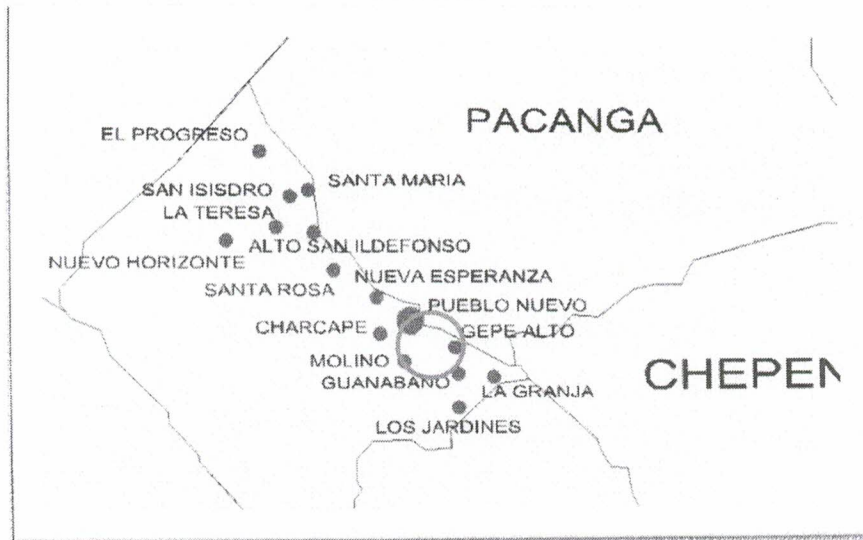 PACANGA
EL PROGRESO
SANTA MARIA
SAN ISISDRO
LA TERESA
ALTO SAN ILDEFONSO
NUEVO HORIZONTE
NUEVA ESPERANZA
SANTA ROSA
PUEBLO NUEVO
CHARCAPE
GEPE ALTO
MOLINO
CHEPEN
GUANABANO
LA GRANJA
LOS JARDINES